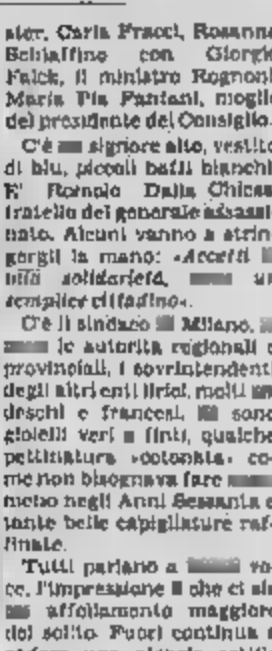 Carla Fracci, Rosanna
Schiaffino con Giorgio
Falck, il ministro Rognoni
Maria Pia Fanfani, moglie
del presidente del Consiglio.
C'è signore alto, vestito
di blu, piccoli baffi bianchi
E' Romolo Dalla Chiesa
fratello del generale assassi-
nato. Alcuni vanno a strin-
gergli la mano: «Accetti
solidarietà,
semplice cittadino».
C'è il sindaco Milano,
le autorità regionali e
provinciali, i sovrintendenti
degli altri enti lirici, molti
deschi e francesi, sono
gioielli veri e finti, qualche
pettinatura «cotonata» co-
me non bisognava fare
meno negli Anni Sessanta e
tante belle capigliature raf-
finate.
Tutti parlano a vo-
ce, l'impressione è che ci sia
affollamento maggiore
del solito. Fuori continua